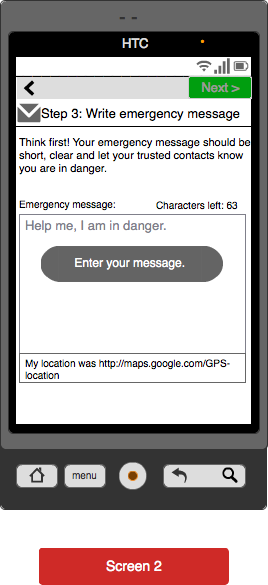 HTC
Next >
Step 3: Write emergency message
Think first! Your emergency message should be
short, clear and let your trusted contacts know
you are in danger.
Emergency message: Characters left: 63
Help me, I am in danger.
Enter your message.
My location was http://maps.google.com/GPS-
location
menu
Screen 2